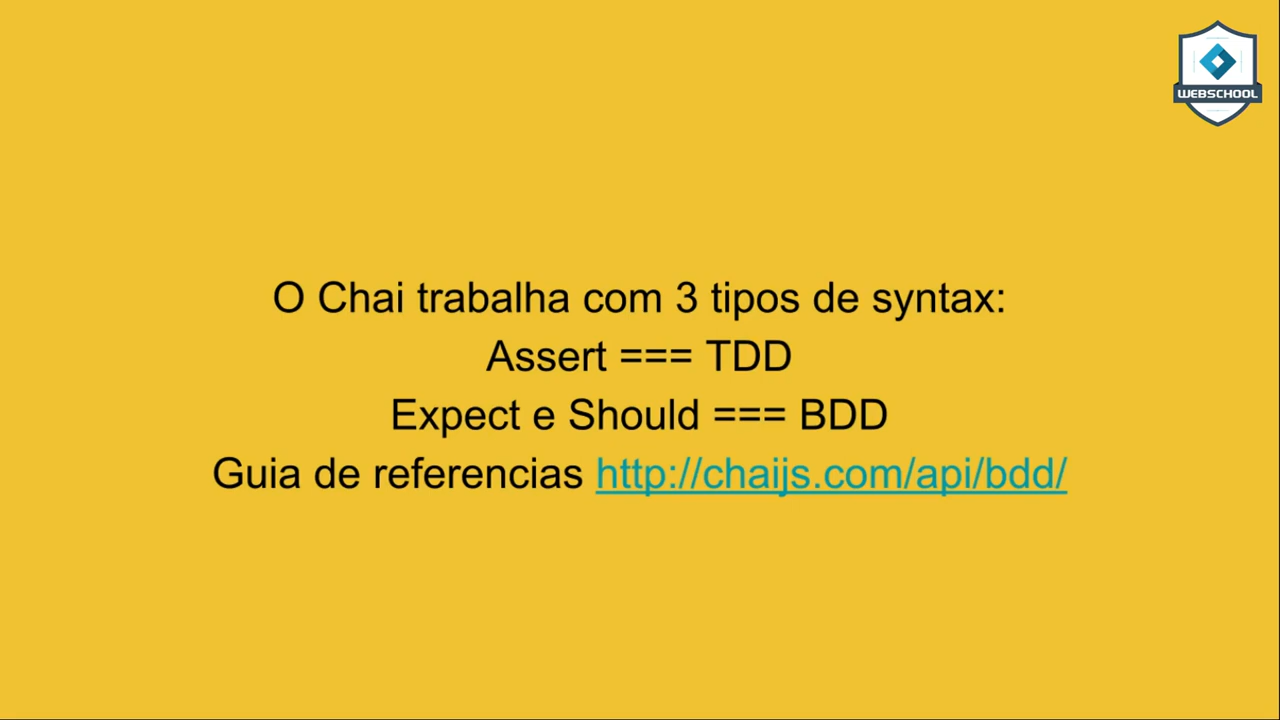 WEBSCHOOL
O Chai trabalha com 3 tipos de syntax:
Assert === TDD
Expect e Should === BDD
Guia de referencias http://chaijs.com/api/bdd/